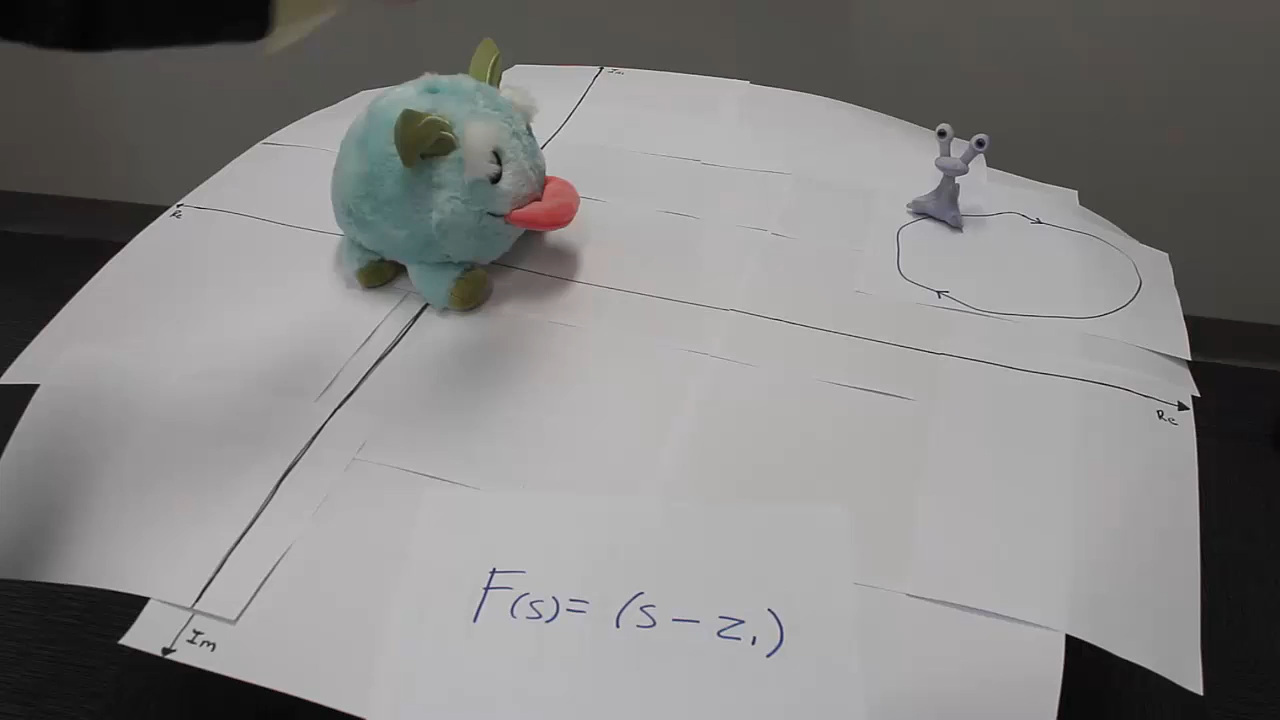 Im
Re
Re
F(s) = (s - z₁)
Im